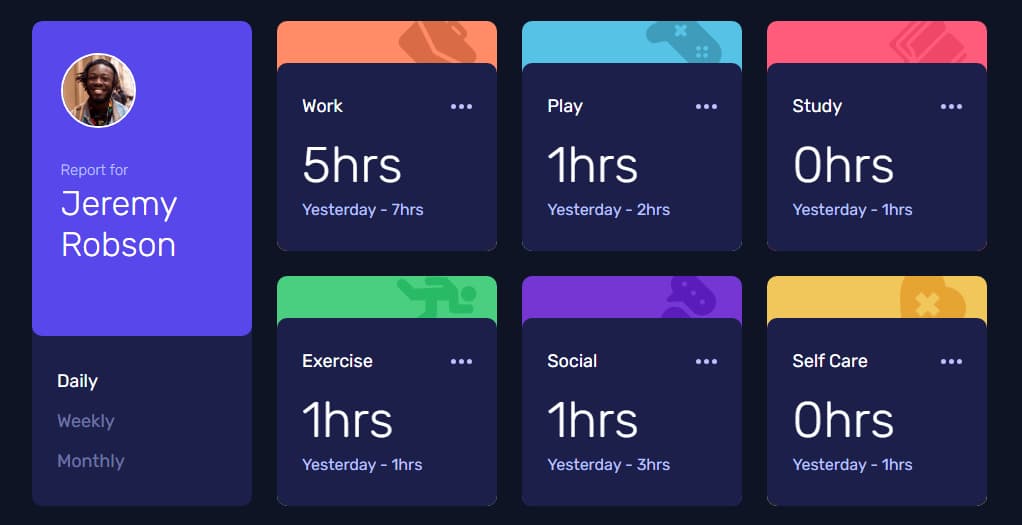 Report for
Jeremy
Robson
Daily
Weekly
Monthly
Work
5hrs
Yesterday - 7hrs
Play
1hrs
Yesterday - 2hrs
Study
0hrs
Yesterday - 1hrs
Exercise
1hrs
Yesterday - 1hrs
Social
1hrs
Yesterday - 3hrs
Self Care
0hrs
Yesterday - 1hrs